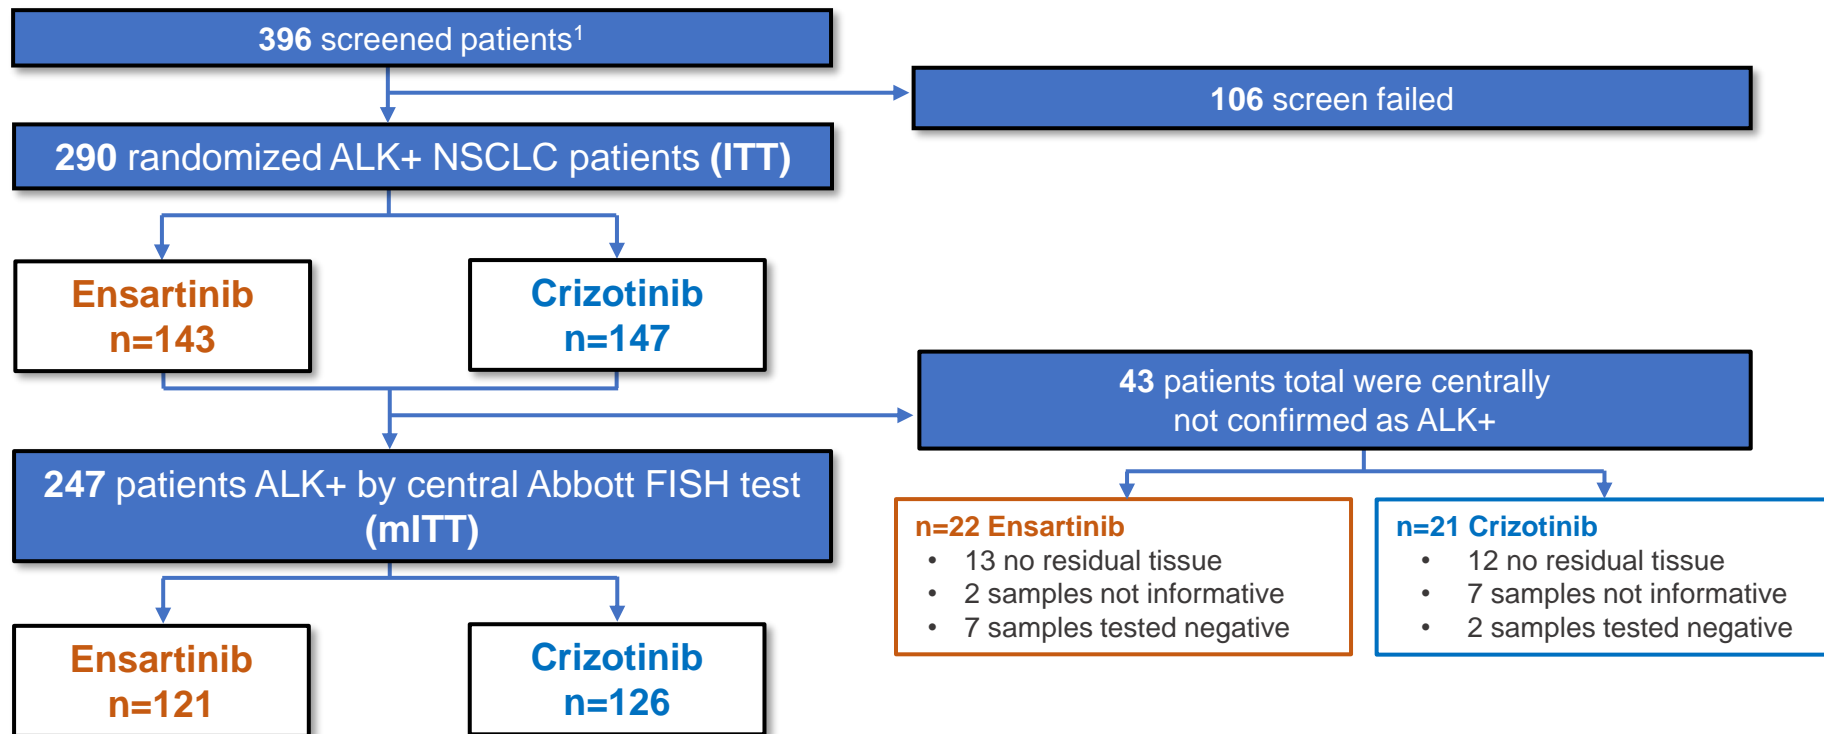 396 screened patients¹
106 screen failed
290 randomized ALK+ NSCLC patients (ITT)
Ensartinib
n=143
Crizotinib
n=147
43 patients total were centrally
not confirmed as ALK+
247 patients ALK+ by central Abbott FISH test
(mITT)
n=22 Ensartinib
• 13 no residual tissue
• 2 samples not informative
• 7 samples tested negative
n=21 Crizotinib
• 12 no residual tissue
• 7 samples not informative
• 2 samples tested negative
Ensartinib
n=121
Crizotinib
n=126